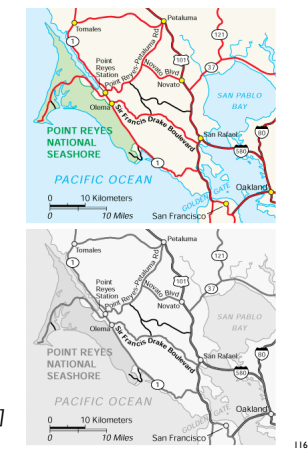 Petaluma
Tomales
1
121
101
37
Point
Reyes
Station
Point Reyes-Petaluma Rd
Novato Blvd
Novato
SAN PABLO
BAY
Olema
Sir Francis Drake Boulevard
San Rafael
80
580
POINT REYES
NATIONAL
SEASHORE
1
PACIFIC OCEAN
GOLDEN GATE
Oakland
0 10 Kilometers
0 10 Miles
San Francisco
Petaluma
Tomales
1
121
101
37
Point
Reyes
Station
Point Reyes-Petaluma Rd
Novato Blvd
Novato
SAN PABLO
BAY
Olema
Sir Francis Drake Boulevard
San Rafael
80
580
POINT REYES
NATIONAL
SEASHORE
1
PACIFIC OCEAN
GOLDEN GATE
Oakland
0 10 Kilometers
0 10 Miles
San Francisco
]
116